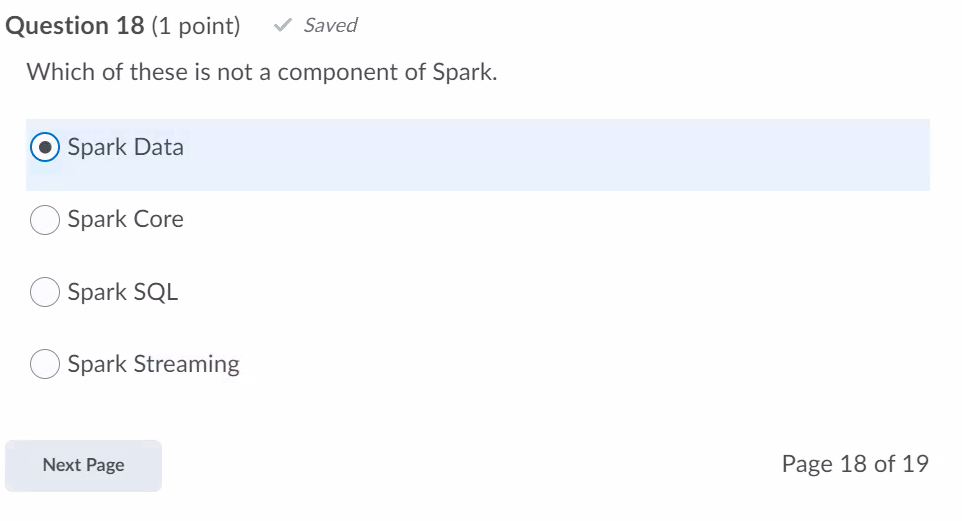 Question 18 (1 point) Saved
Which of these is not a component of Spark.
Spark Data
Spark Core
Spark SQL
Spark Streaming
Next Page Page 18 of 19